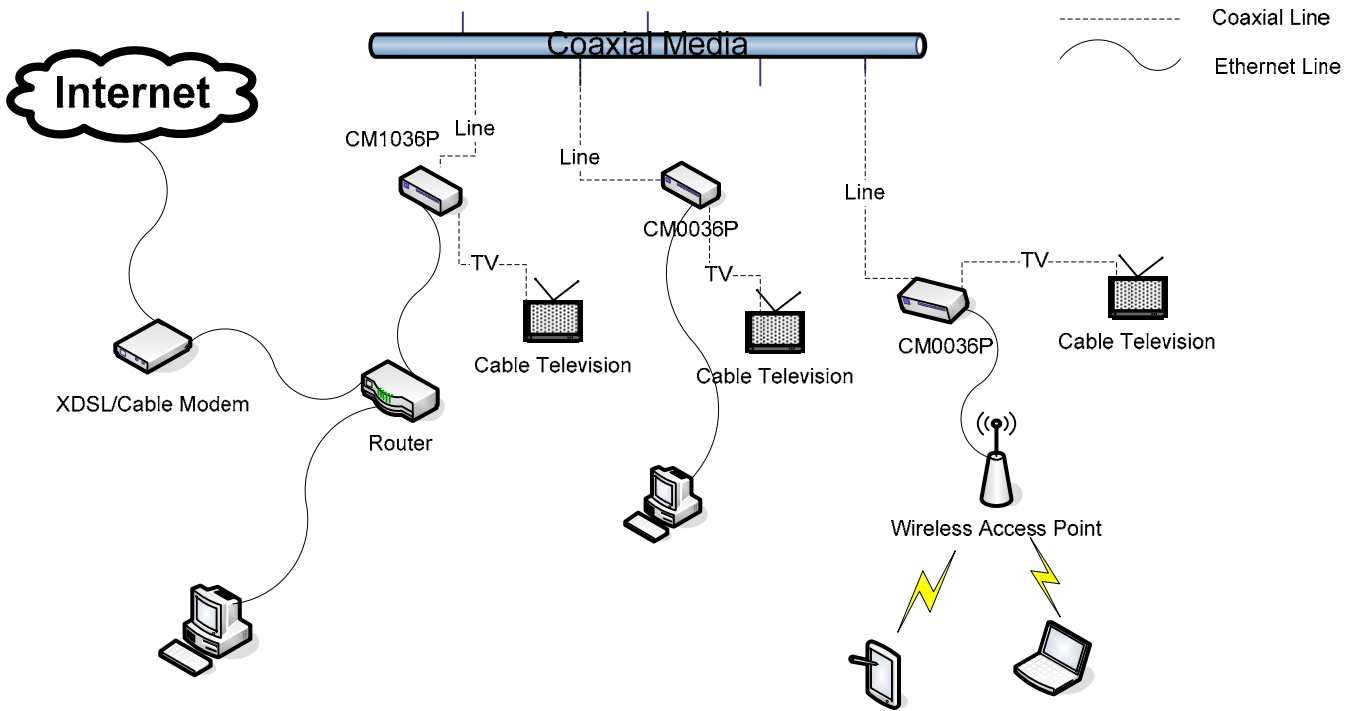 Coaxial Media
Coaxial Line
Ethernet Line
Internet
CM1036P
Line
Line
Line
CM0036P
TV
TV
TV
CM0036P
Cable Television
Cable Television
Cable Television
XDSL/Cable Modem
Router
Wireless Access Point